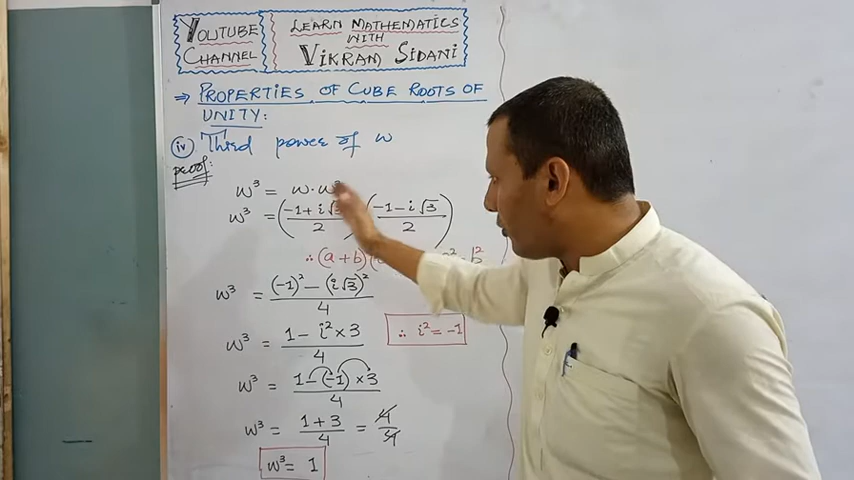 YOUTUBE CHANNEL
LEARN MATHEMATICS WITH VIKRAM SIDANI
⇒ PROPERTIES OF CUBE ROOTS OF UNITY:
(iv) Third power of ω
proof:
ω³ = ω·ω²
ω³ = ((-1+i√3)/2) ((-1-i√3)/2)
∴ (a+b)( a²-b²
ω³ = ((-1)² - (i√3)²)/4
ω³ = (1 - i² × 3)/4
∴ i² = -1
ω³ = (1 - (-1) × 3)/4
ω³ = (1+3)/4 = 4/4
ω³ = 1